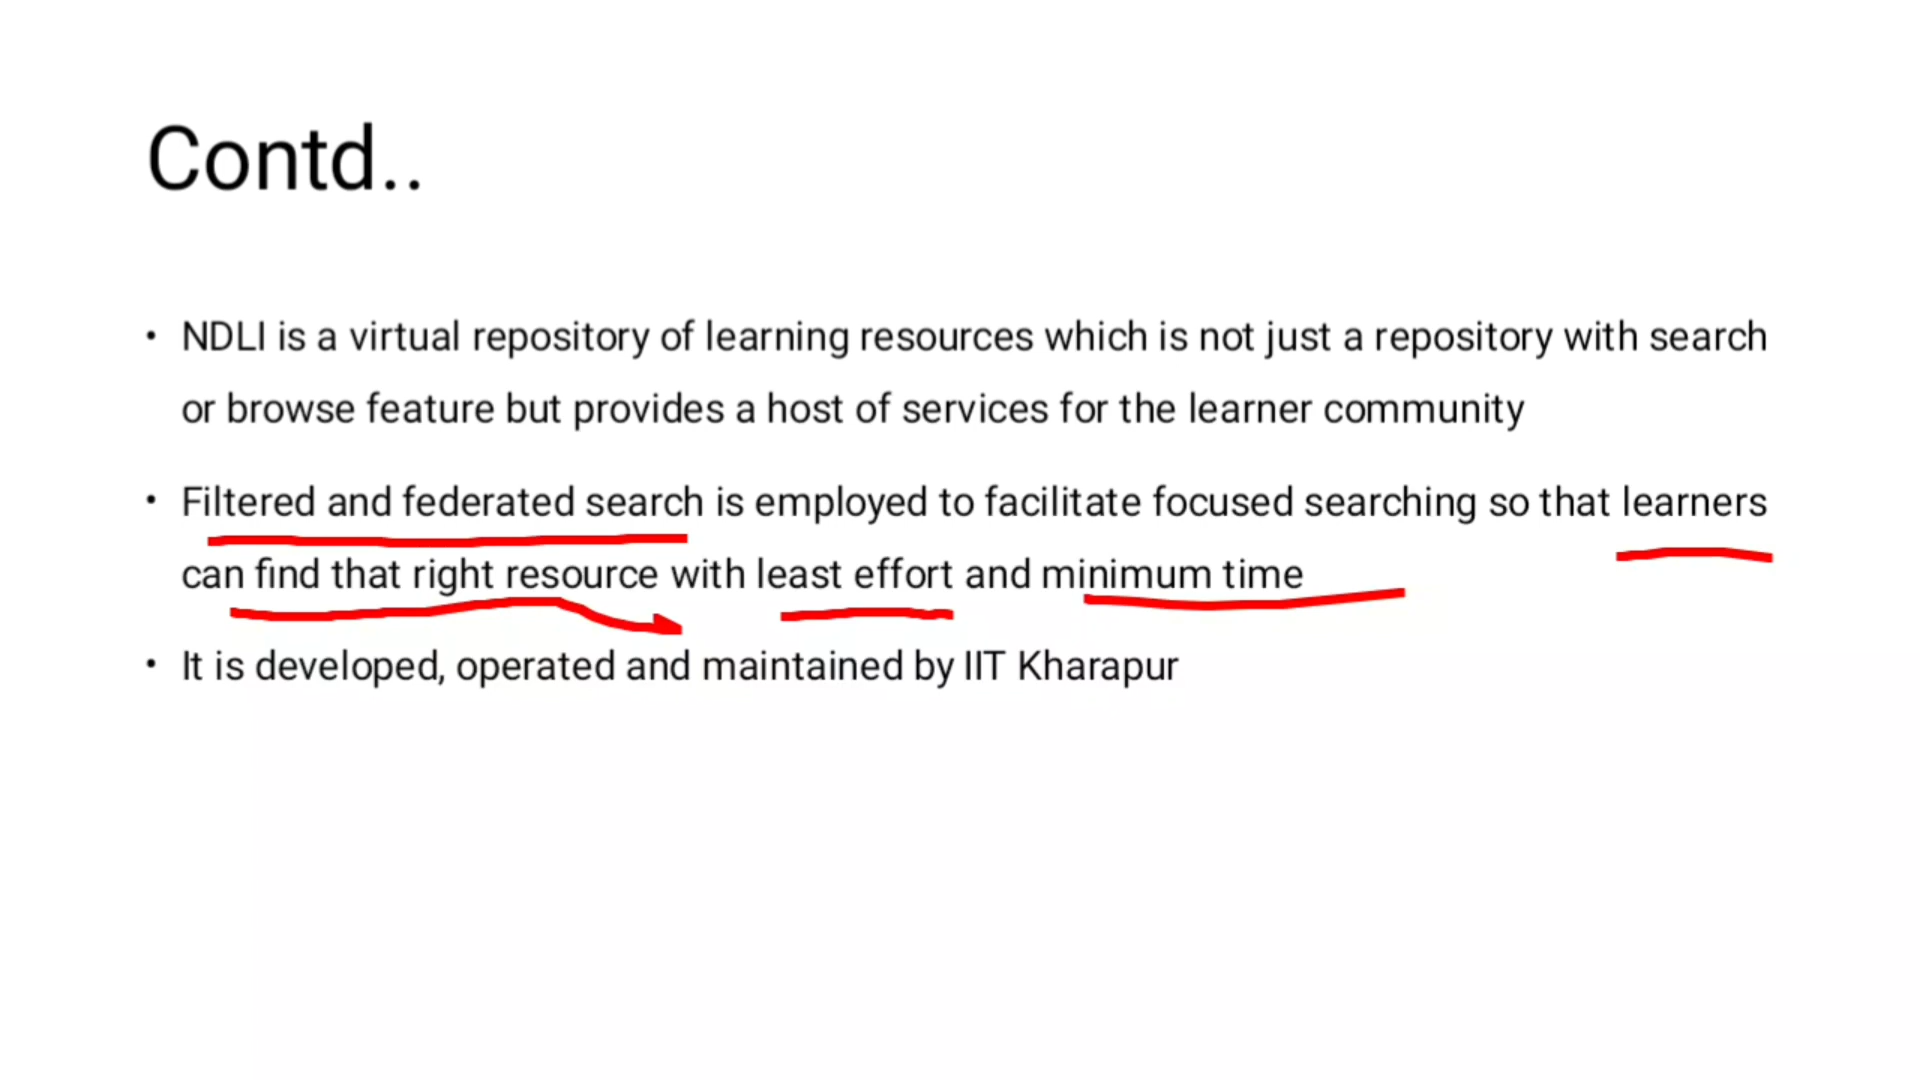 Contd..
• NDLI is a virtual repository of learning resources which is not just a repository with search
or browse feature but provides a host of services for the learner community
• Filtered and federated search is employed to facilitate focused searching so that learners
can find that right resource with least effort and minimum time
• It is developed, operated and maintained by IIT Kharapur